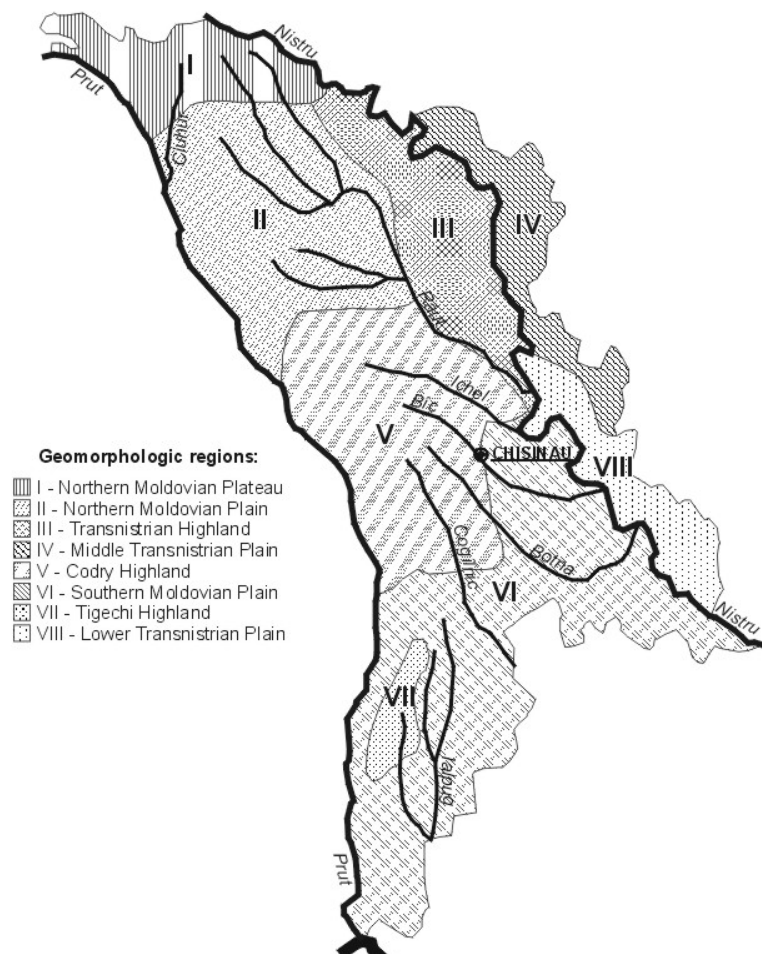 Nistru
Prut
I
Ciuhur
II
III
IV
Raut
Ichel
Bic
V
CHISINAU
VIII
Cogilnic
Botna
VI
Nistru
VII
Ialpug
Prut
Geomorphologic regions:
I - Northern Moldovian Plateau
II - Northern Moldovian Plain
III - Transnistrian Highland
IV - Middle Transnistrian Plain
V - Codry Highland
VI - Southern Moldovian Plain
VII - Tigechi Highland
VIII - Lower Transnistrian Plain